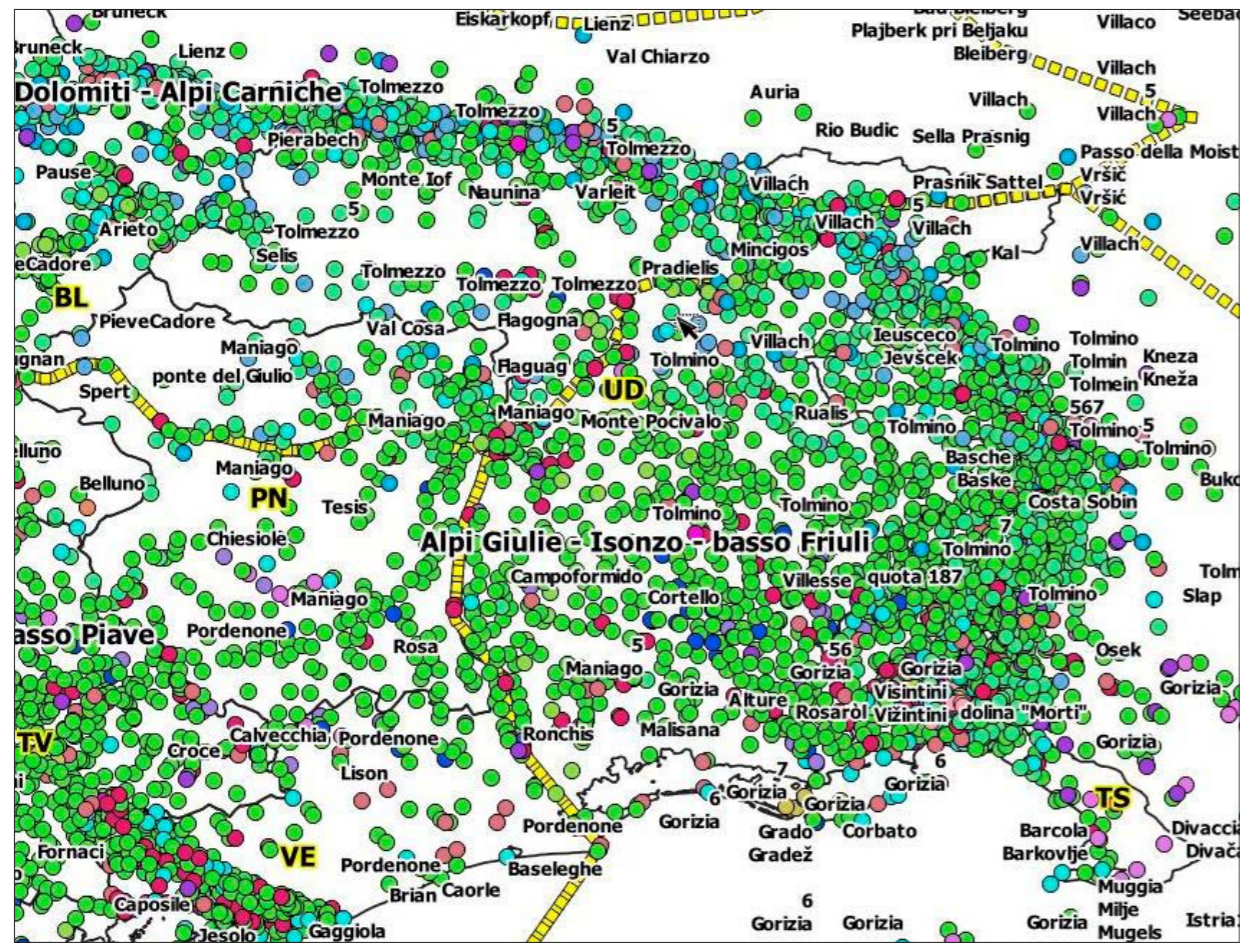 Bruneck
Eiskarkopf
Lienz
Bad Bleiberg
Plajberk pri Beljaku
Bleiberg
Villaco
Seebac
Bruneck
Lienz
Val Chiarzo
Villach
5
Dolomiti - Alpi Carniche
Tolmezzo
Auria
Villach
Tolmezzo
Villach
5
Rio Budic
Sella Prasnig
Pierabech
Tolmezzo
Passo della Moist
Pause
Monte Iof
Naunina
Varleit
Villach
Prasnik Sattel
Vršič
Vršić
5
5
Arieto
Tolmezzo
Villach
Villach
Villach
Selis
Mincigos
Kal
eCadore
Tolmezzo
Pradielis
BL
Tolmezzo
Tolmezzo
PieveCadore
Val Cosa
Flagogna
Ieusceco
Tolmino
Tolmino
Maniago
Villach
Jevšcek
Tolmin
Kneza
ugnan
ponte del Giulio
Flaguag
Tolmino
Tolmein
Kneža
Spert
UD
567
Maniago
Maniago
Monte Pocivalo
Rualis
Tolmino
Tolmino
5
Tolmino
elluno
Maniago
Basche
Baske
Belluno
PN
Tesis
Tolmino
Tolmino
Costa Sobin
Buko
7
Chiesiole
Alpi Giulie - Isonzo - basso Friuli
Tolmino
Campoformido
Villesse
quota 187
Tolm
Maniago
Cortello
Tolmino
Slap
asso Piave
Pordenone
Rosa
5
56
Osek
Maniago
Gorizia
Gorizia
Gorizia
Gorizia
Alture
Visintini
Rosaròl
Vižintini
dolina "Morti"
TV
Calvecchia
Pordenone
Ronchis
Malisana
Gorizia
Croce
Lison
7
6
Gorizia
Gorizia
Gorizia
6
TS
Pordenone
Gorizia
Grado
Gradež
Corbato
Barcola
Barkovlje
Divaccia
Divača
Fornaci
VE
Pordenone
Baseleghe
Brian
Caorle
Muggia
Milje
Mugels
Caposile
6
Jesolo
Gaggiola
Gorizia
Gorizia
Gorizia
Istria